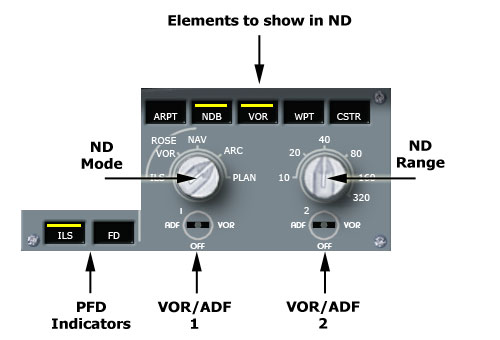 Elements to show in ND
ARPT NDB VOR WPT CSTR
ND
Mode
ROSE
VOR
ILS
NAV
ARC
PLAN
10
20
40
80
160
320
ND
Range
1
ADF VOR
OFF
2
ADF VOR
OFF
ILS FD
PFD
Indicators
VOR/ADF
1
VOR/ADF
2